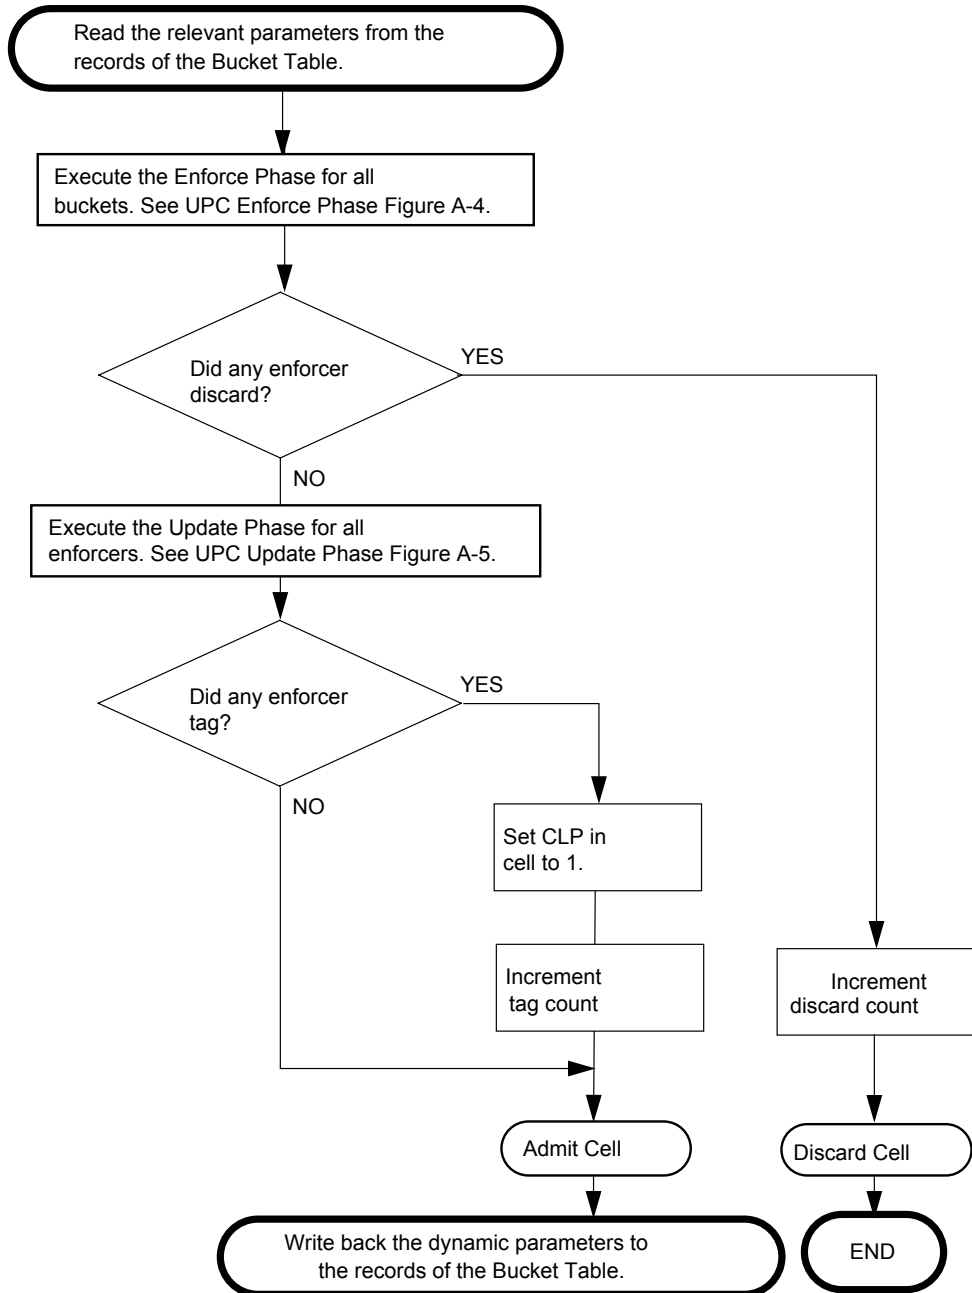 Read the relevant parameters from the
records of the Bucket Table.
Execute the Enforce Phase for all
buckets. See UPC Enforce Phase Figure A-4.
Did any enforcer
discard?
YES
NO
Execute the Update Phase for all
enforcers. See UPC Update Phase Figure A-5.
Did any enforcer
tag?
YES
NO
Set CLP in
cell to 1.
Increment
tag count
Increment
discard count
Admit Cell
Discard Cell
Write back the dynamic parameters to
the records of the Bucket Table.
END